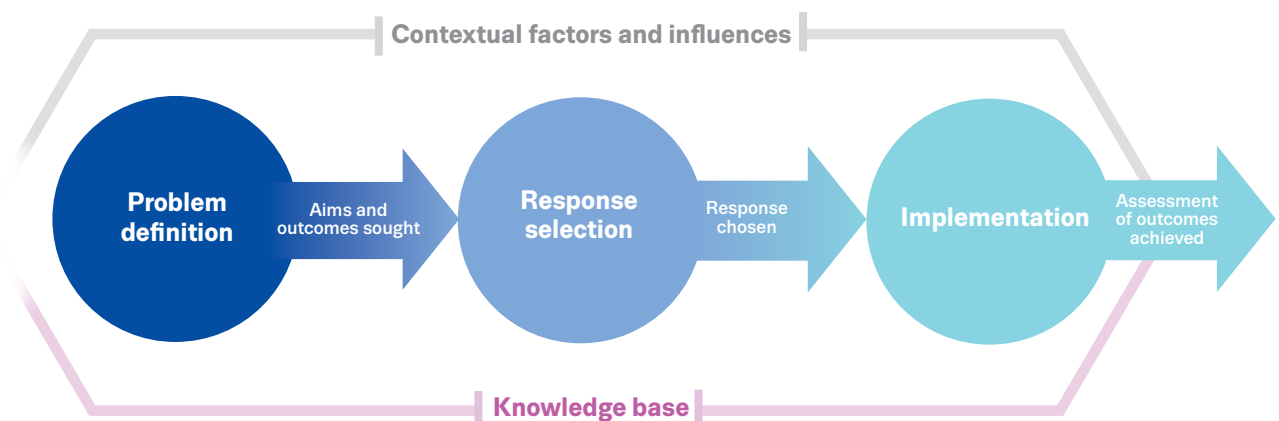 Contextual factors and influences
Problem
definition
Aims and
outcomes sought
Response
selection
Response
chosen
Implementation
Assessment
of outcomes
achieved
Knowledge base